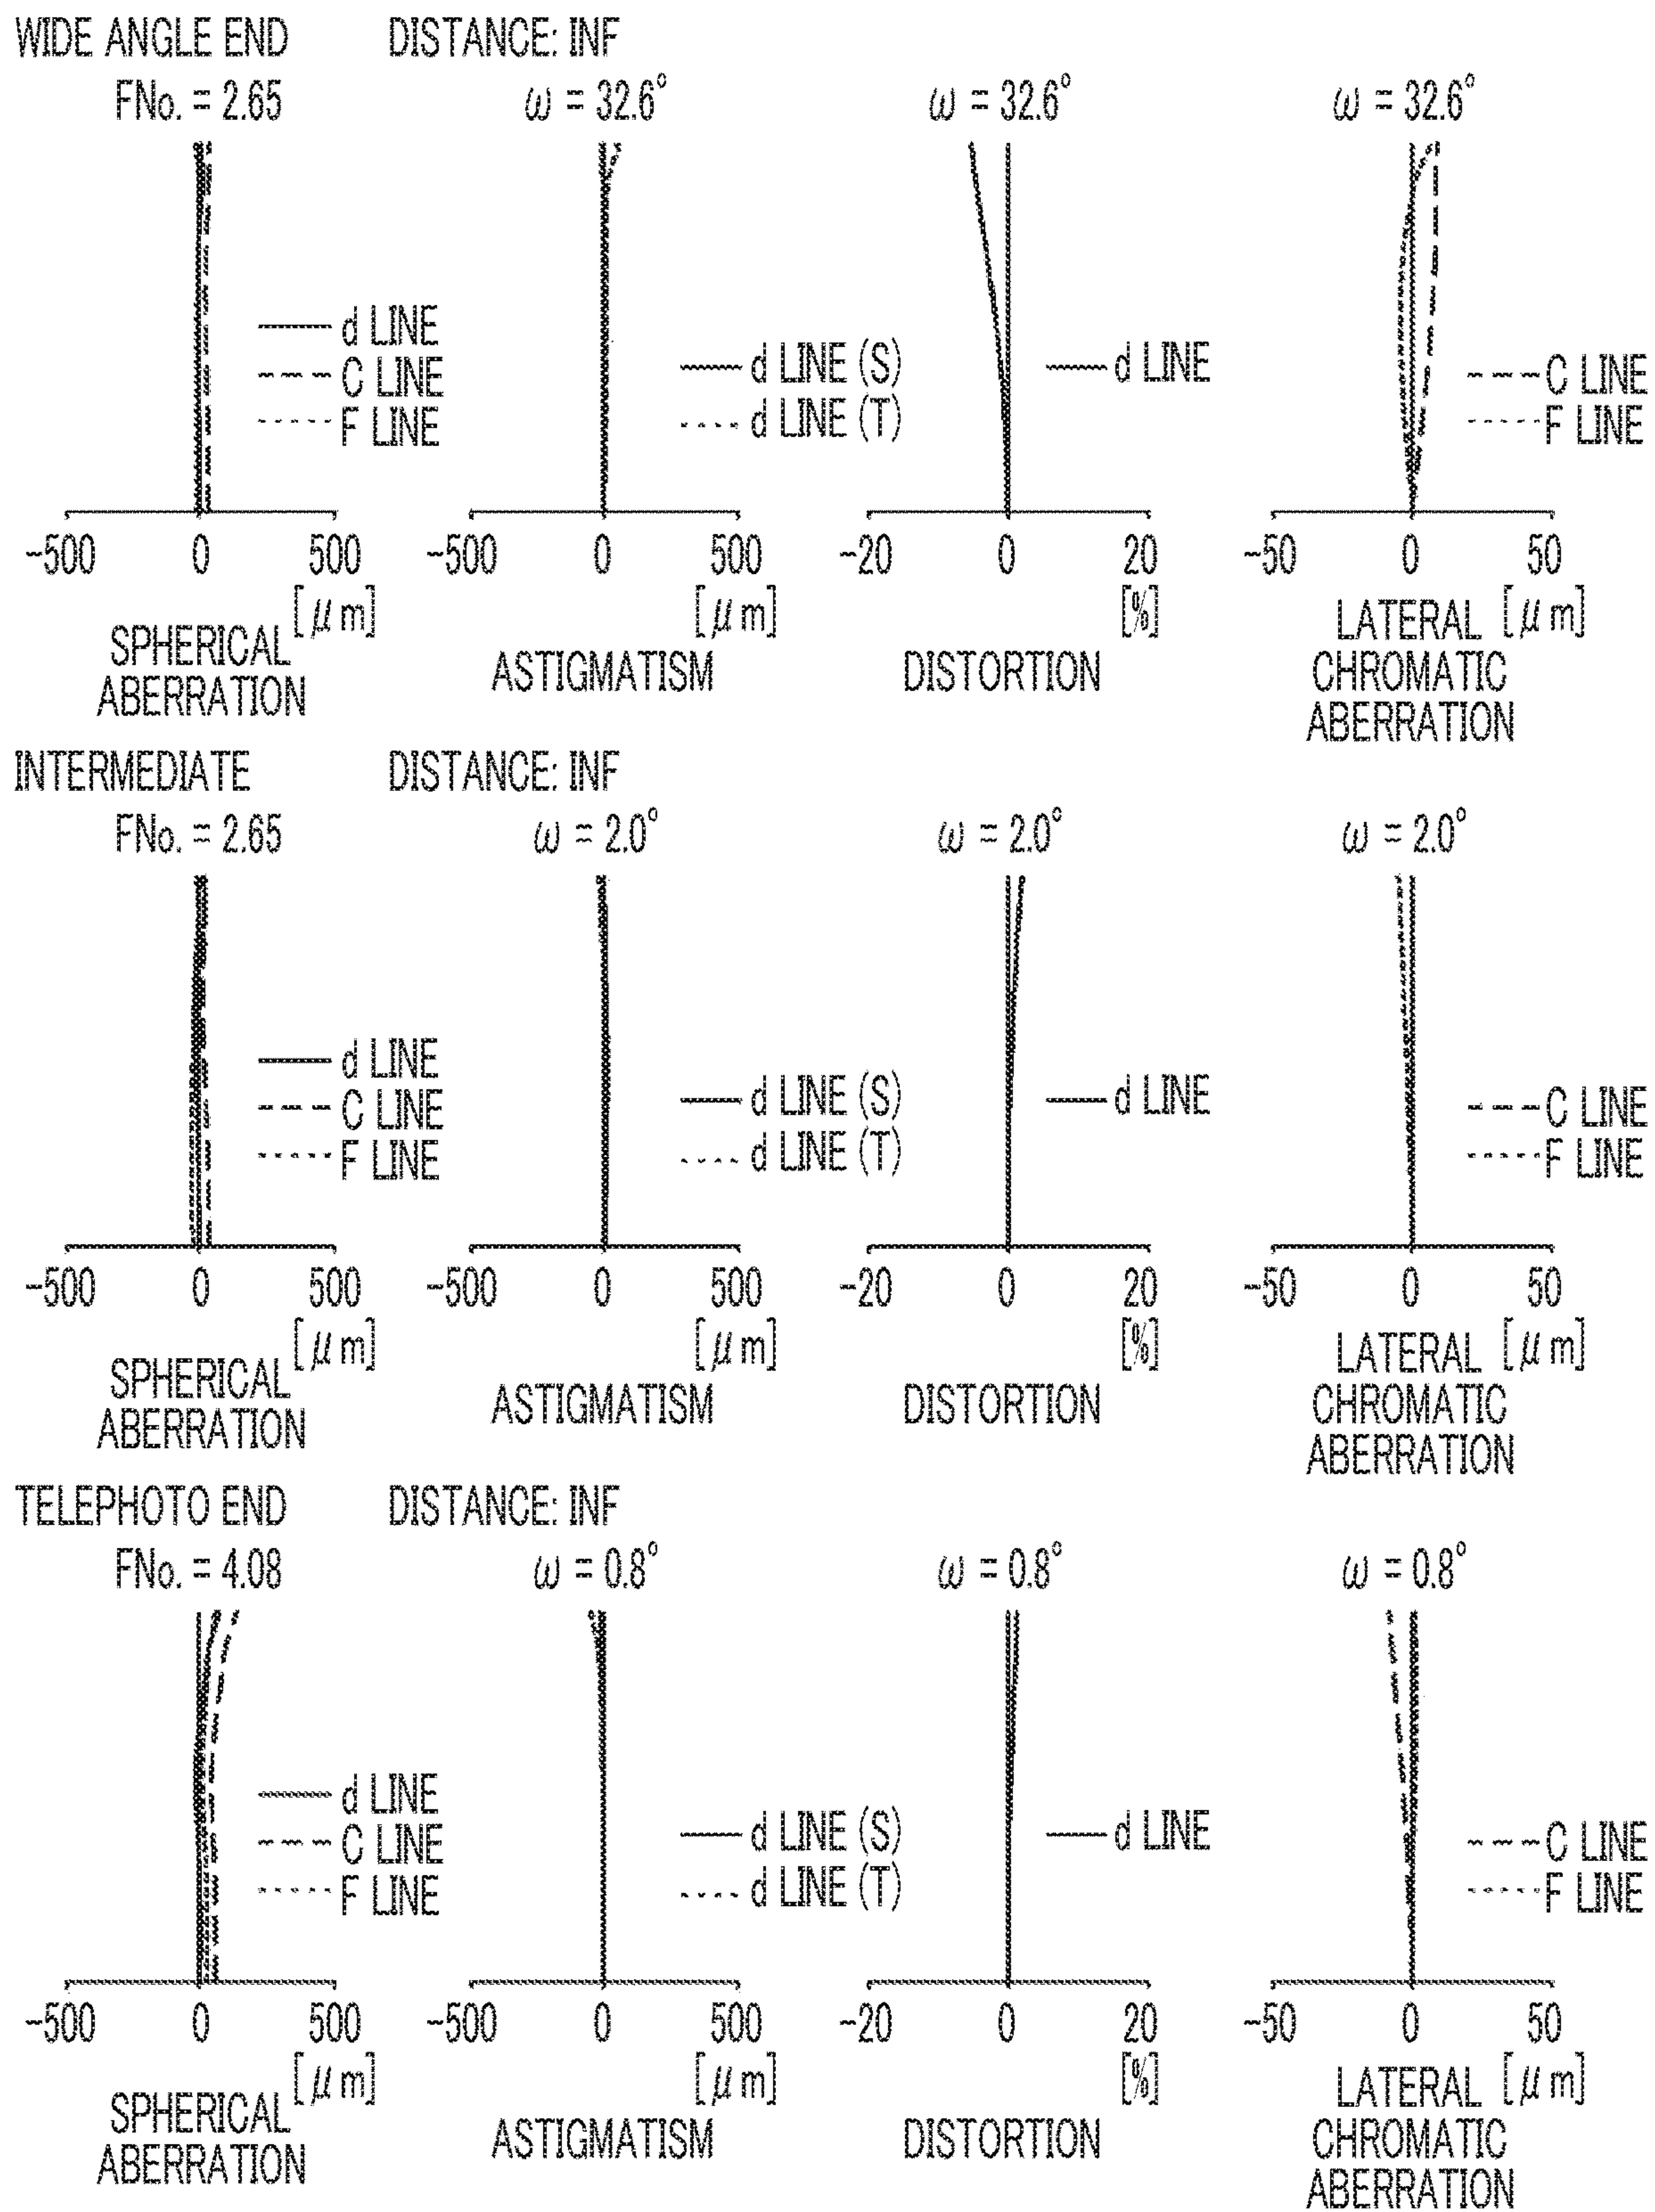 WIDE ANGLE END DISTANCE: INF
FNo. = 2.65 ω = 32.6° ω = 32.6° ω = 32.6°
d LINE
C LINE
F LINE
d LINE (S)
d LINE (T)
d LINE
C LINE
F LINE
-500 0 500 -500 0 500 -20 0 20 -50 0 50
[μm] [μm] [%] [μm]
SPHERICAL
ABERRATION
ASTIGMATISM
DISTORTION
LATERAL
CHROMATIC
ABERRATION
INTERMEDIATE DISTANCE: INF
FNo. = 2.65 ω = 2.0° ω = 2.0° ω = 2.0°
d LINE
C LINE
F LINE
d LINE (S)
d LINE (T)
d LINE
C LINE
F LINE
-500 0 500 -500 0 500 -20 0 20 -50 0 50
[μm] [μm] [%] [μm]
SPHERICAL
ABERRATION
ASTIGMATISM
DISTORTION
LATERAL
CHROMATIC
ABERRATION
TELEPHOTO END DISTANCE: INF
FNo. = 4.08 ω = 0.8° ω = 0.8° ω = 0.8°
d LINE
C LINE
F LINE
d LINE (S)
d LINE (T)
d LINE
C LINE
F LINE
-500 0 500 -500 0 500 -20 0 20 -50 0 50
[μm] [μm] [%] [μm]
SPHERICAL
ABERRATION
ASTIGMATISM
DISTORTION
LATERAL
CHROMATIC
ABERRATION